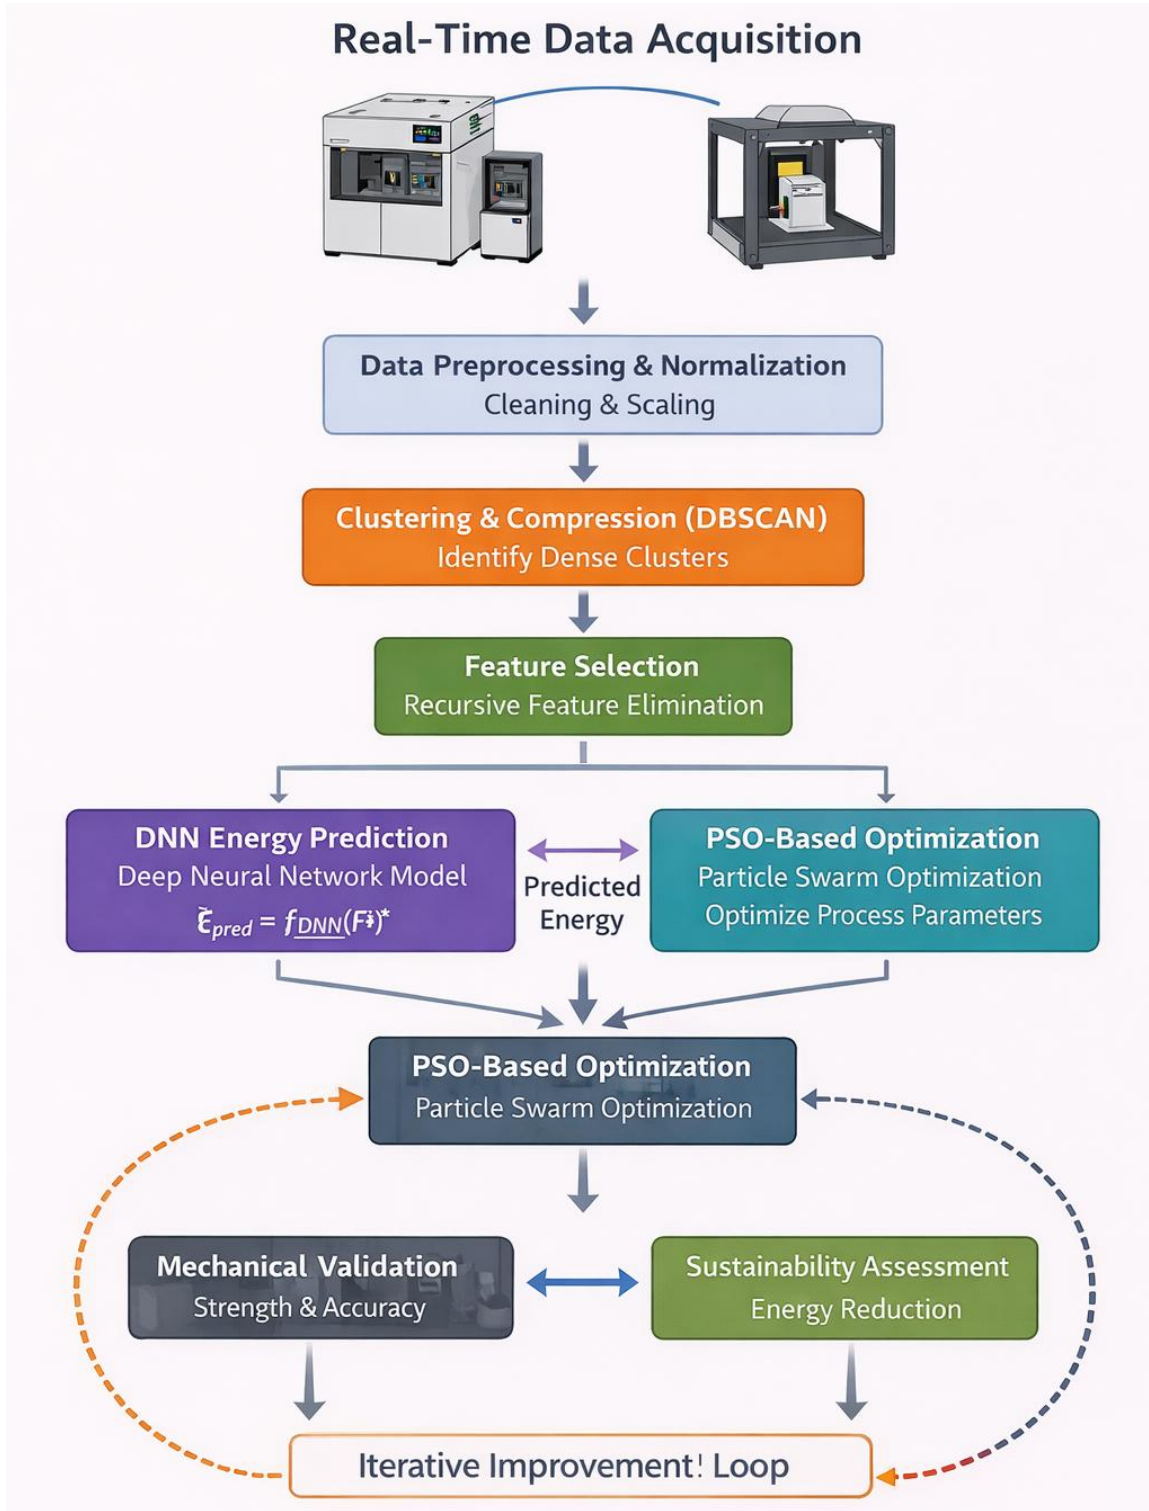 Real-Time Data Acquisition
Data Preprocessing & Normalization
Cleaning & Scaling
Clustering & Compression (DBSCAN)
Identify Dense Clusters
Feature Selection
Recursive Feature Elimination
DNN Energy Prediction
Deep Neural Network Model
pred = fDNN
Predicted
Energy
PSO-Based Optimization
Particle Swarm Optimization
Optimize Process Parameters
PSO-Based Optimization
Particle Swarm Optimization
Mechanical Validation
Strength & Accuracy
Sustainability Assessment
Energy Reduction
Iterative Improvement! Loop